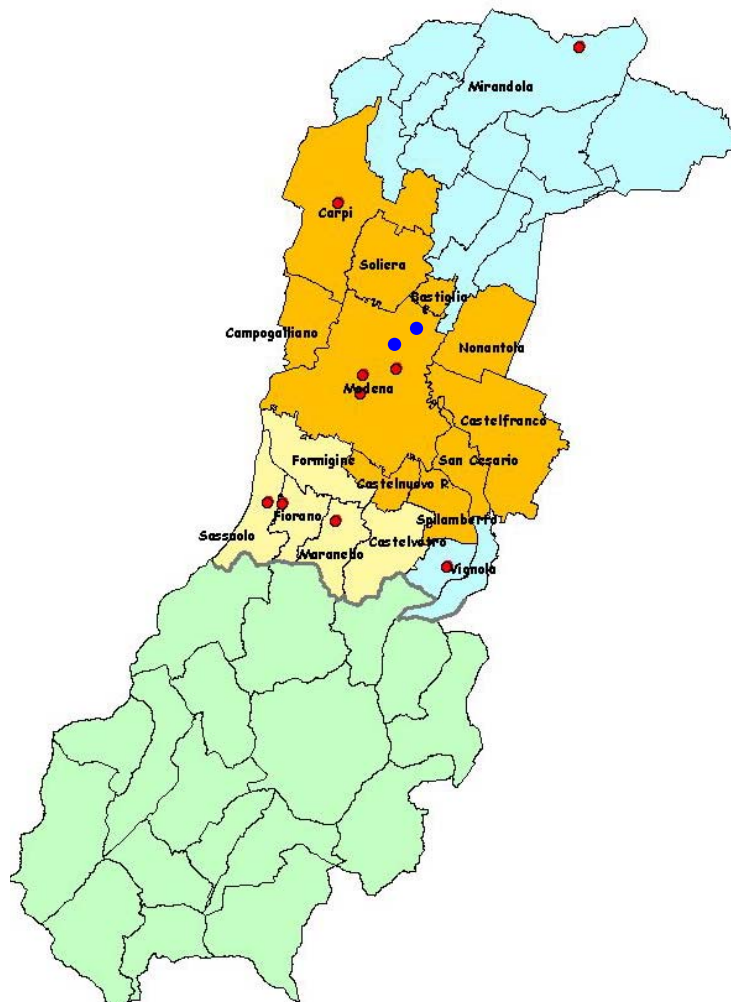 Mirandola
Carpi
Soliera
Bastiglia
Campogalliano
Nonantola
Modena
Castelfranco
Formigine
San Cesario
Castelnuovo R.
Fiorano
Spilamberto
Sassuolo
Maranello
Castelvetro
Vignola